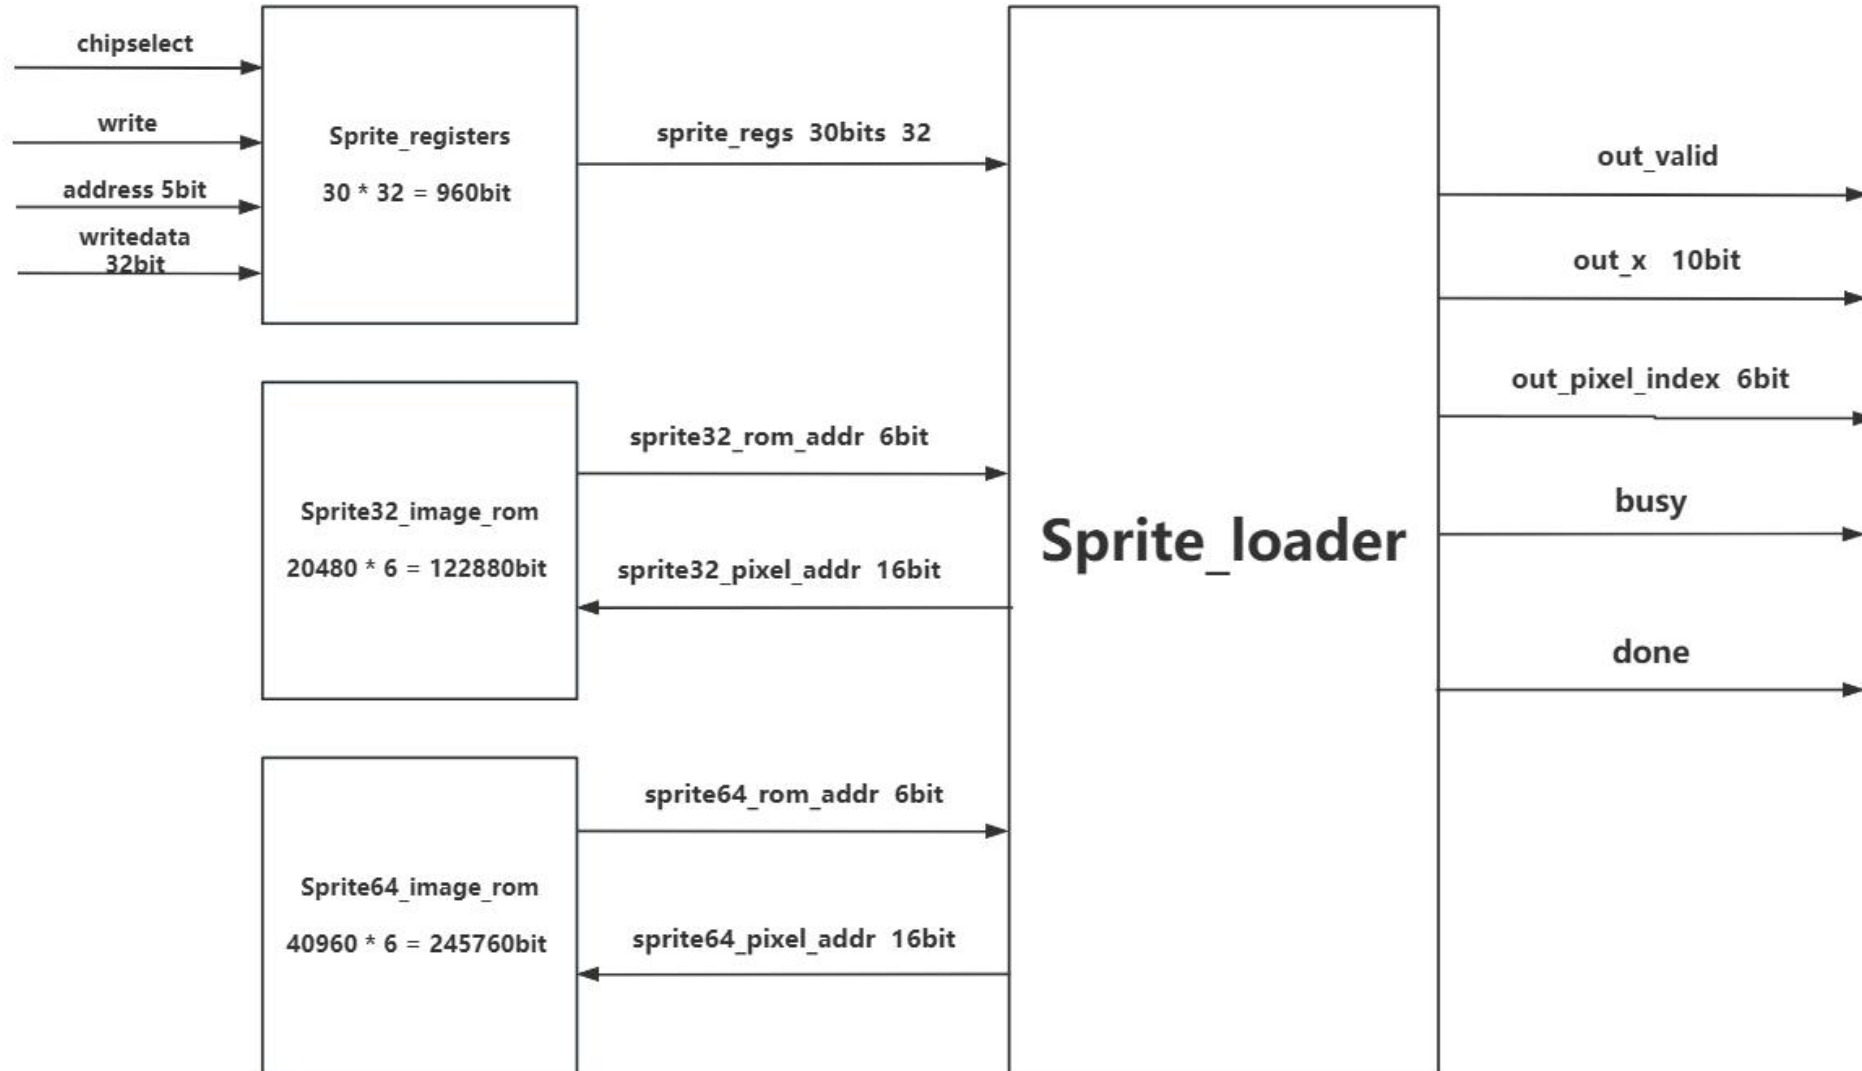 chipselect
write
address 5bit
writedata
32bit
Sprite_registers
30 * 32 = 960bit
sprite_regs  30bits  32
Sprite32_image_rom
20480 * 6 = 122880bit
sprite32_rom_addr  6bit
sprite32_pixel_addr  16bit
Sprite64_image_rom
40960 * 6 = 245760bit
sprite64_rom_addr  6bit
sprite64_pixel_addr  16bit
Sprite_loader
out_valid
out_x   10bit
out_pixel_index  6bit
busy
done